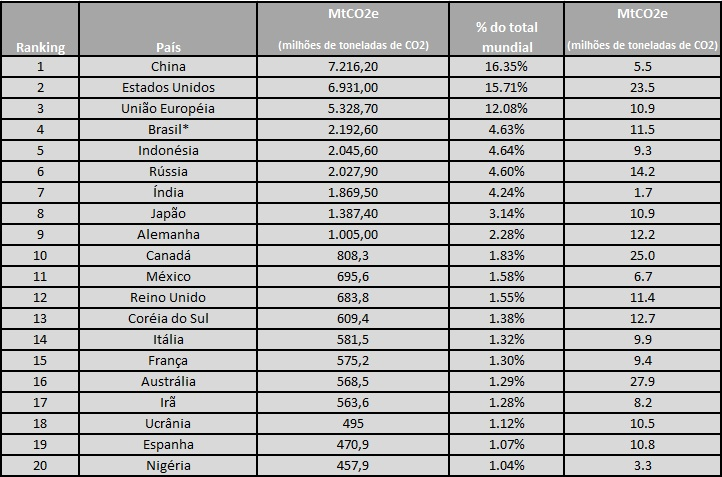 Ranking País MtCO2e (milhões de toneladas de CO2) % do total mundial MtCO2e (milhões de toneladas de CO2)
1 China 7.216,20 16.35% 5.5
2 Estados Unidos 6.931,00 15.71% 23.5
3 União Européia 5.328,70 12.08% 10.9
4 Brasil* 2.192,60 4.63% 11.5
5 Indonésia 2.045,60 4.64% 9.3
6 Rússia 2.027,90 4.60% 14.2
7 Índia 1.869,50 4.24% 1.7
8 Japão 1.387,40 3.14% 10.9
9 Alemanha 1.005,00 2.28% 12.2
10 Canadá 808,3 1.83% 25.0
11 México 695,6 1.58% 6.7
12 Reino Unido 683,8 1.55% 11.4
13 Coréia do Sul 609,4 1.38% 12.7
14 Itália 581,5 1.32% 9.9
15 França 575,2 1.30% 9.4
16 Austrália 568,5 1.29% 27.9
17 Irã 563,6 1.28% 8.2
18 Ucrânia 495 1.12% 10.5
19 Espanha 470,9 1.07% 10.8
20 Nigéria 457,9 1.04% 3.3